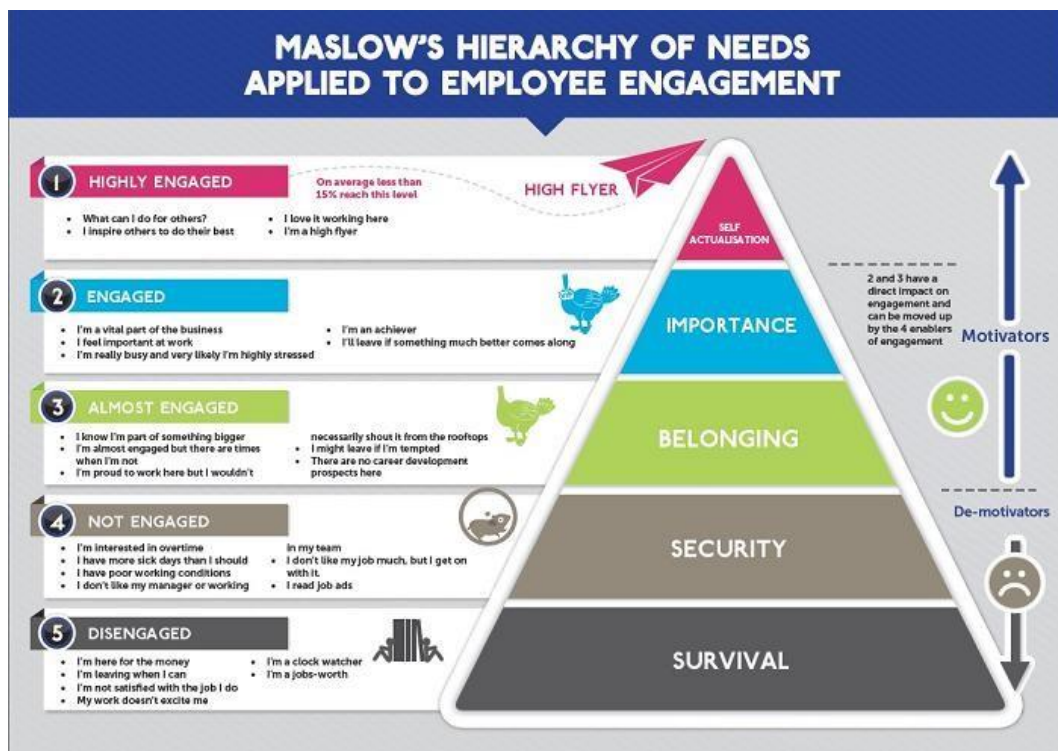 MASLOW'S HIERARCHY OF NEEDS
APPLIED TO EMPLOYEE ENGAGEMENT
1 HIGHLY ENGAGED
On average less than
15% reach this level
HIGH FLYER
• What can I do for others?
• I inspire others to do their best
• I love it working here
• I'm a high flyer
SELF
ACTUALISATION
2 ENGAGED
• I'm a vital part of the business
• I feel important at work
• I'm really busy and very likely I'm highly stressed
• I'm an achiever
• I'll leave if something much better comes along
IMPORTANCE
2 and 3 have a
direct impact on
engagement and
can be moved up
by the 4 enablers
of engagement
Motivators
3 ALMOST ENGAGED
• I know I'm part of something bigger
• I'm almost engaged but there are times
when I'm not
• I'm proud to work here but I wouldn't
necessarily shout it from the rooftops
• I might leave if I'm tempted
• There are no career development
prospects here
BELONGING
De-motivators
4 NOT ENGAGED
• I'm interested in overtime
• I have more sick days than I should
• I have poor working conditions
• I don't like my manager or working
In my team
• I don't like my job much, but I get on
with it.
• I read job ads
SECURITY
5 DISENGAGED
• I'm here for the money
• I'm leaving when I can
• I'm not satisfied with the job I do
• My work doesn't excite me
• I'm a clock watcher
• I'm a jobs-worth
SURVIVAL